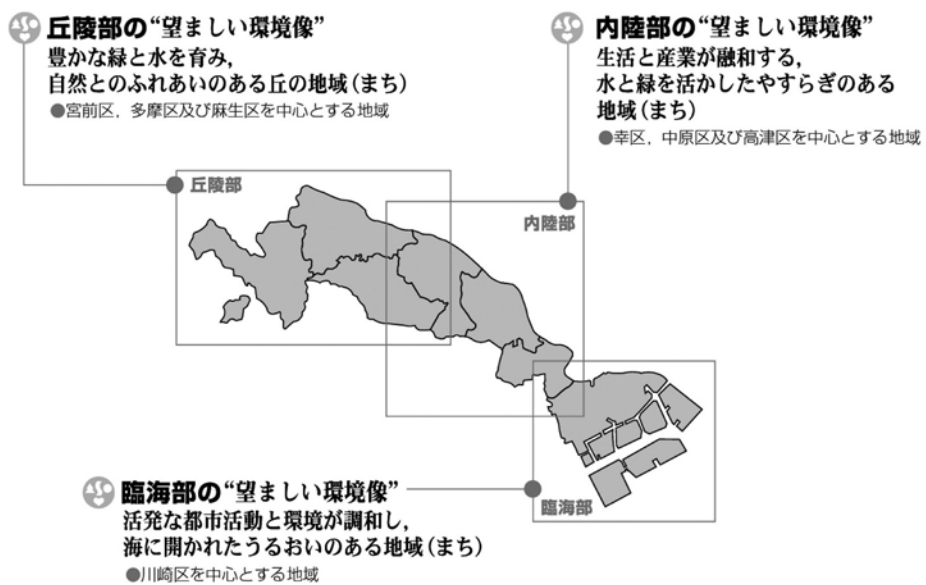 丘陵部の“望ましい環境像”
豊かな緑と水を育み，
自然とのふれあいのある丘の地域（まち）
●宮前区，多摩区及び麻生区を中心とする地域
内陸部の“望ましい環境像”
生活と産業が融和する，
水と緑を活かしたやすらぎのある
地域（まち）
●幸区，中原区及び高津区を中心とする地域
丘陵部
内陸部
臨海部
臨海部の“望ましい環境像”
活発な都市活動と環境が調和し，
海に開かれたうるおいのある地域（まち）
●川崎区を中心とする地域